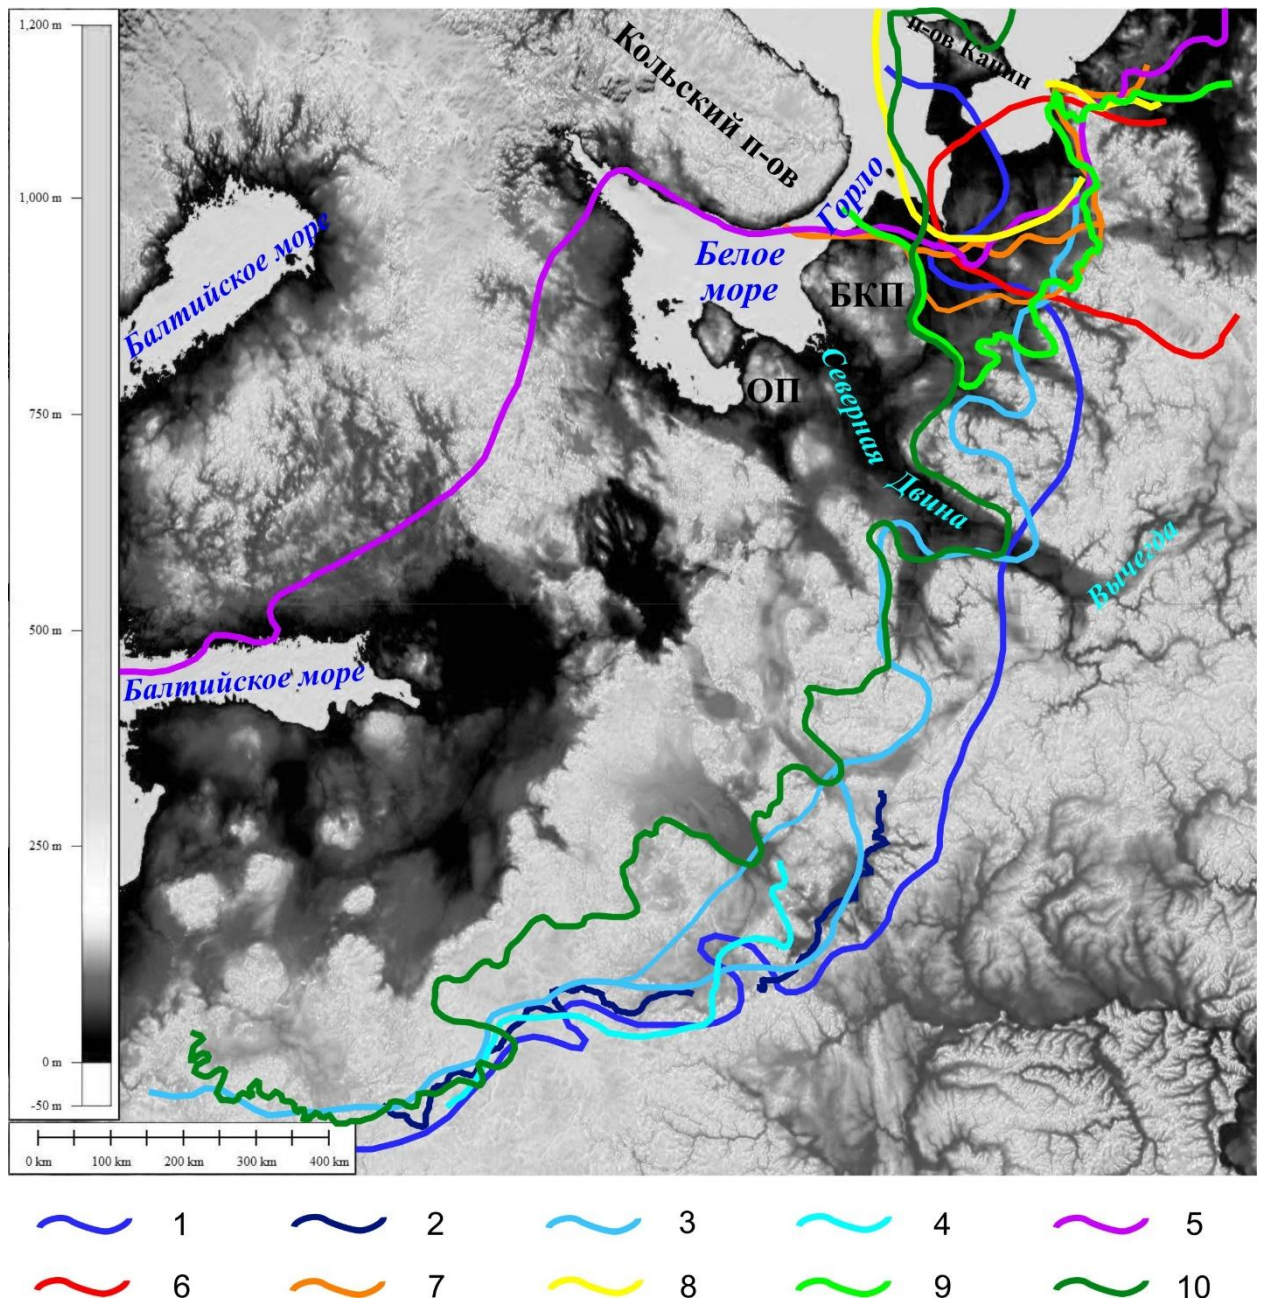 1,200 m
1,000 m
750 m
500 m
250 m
0 m
-50 m
0 km 100 km 200 km 300 km 400 km
Кольский п-ов
п-ов Канин
Горло
Белое
море
Балтийское море
БКП
ОП
Северная
Двина
Вычегда
Балтийское море
1 2 3 4 5
6 7 8 9 10